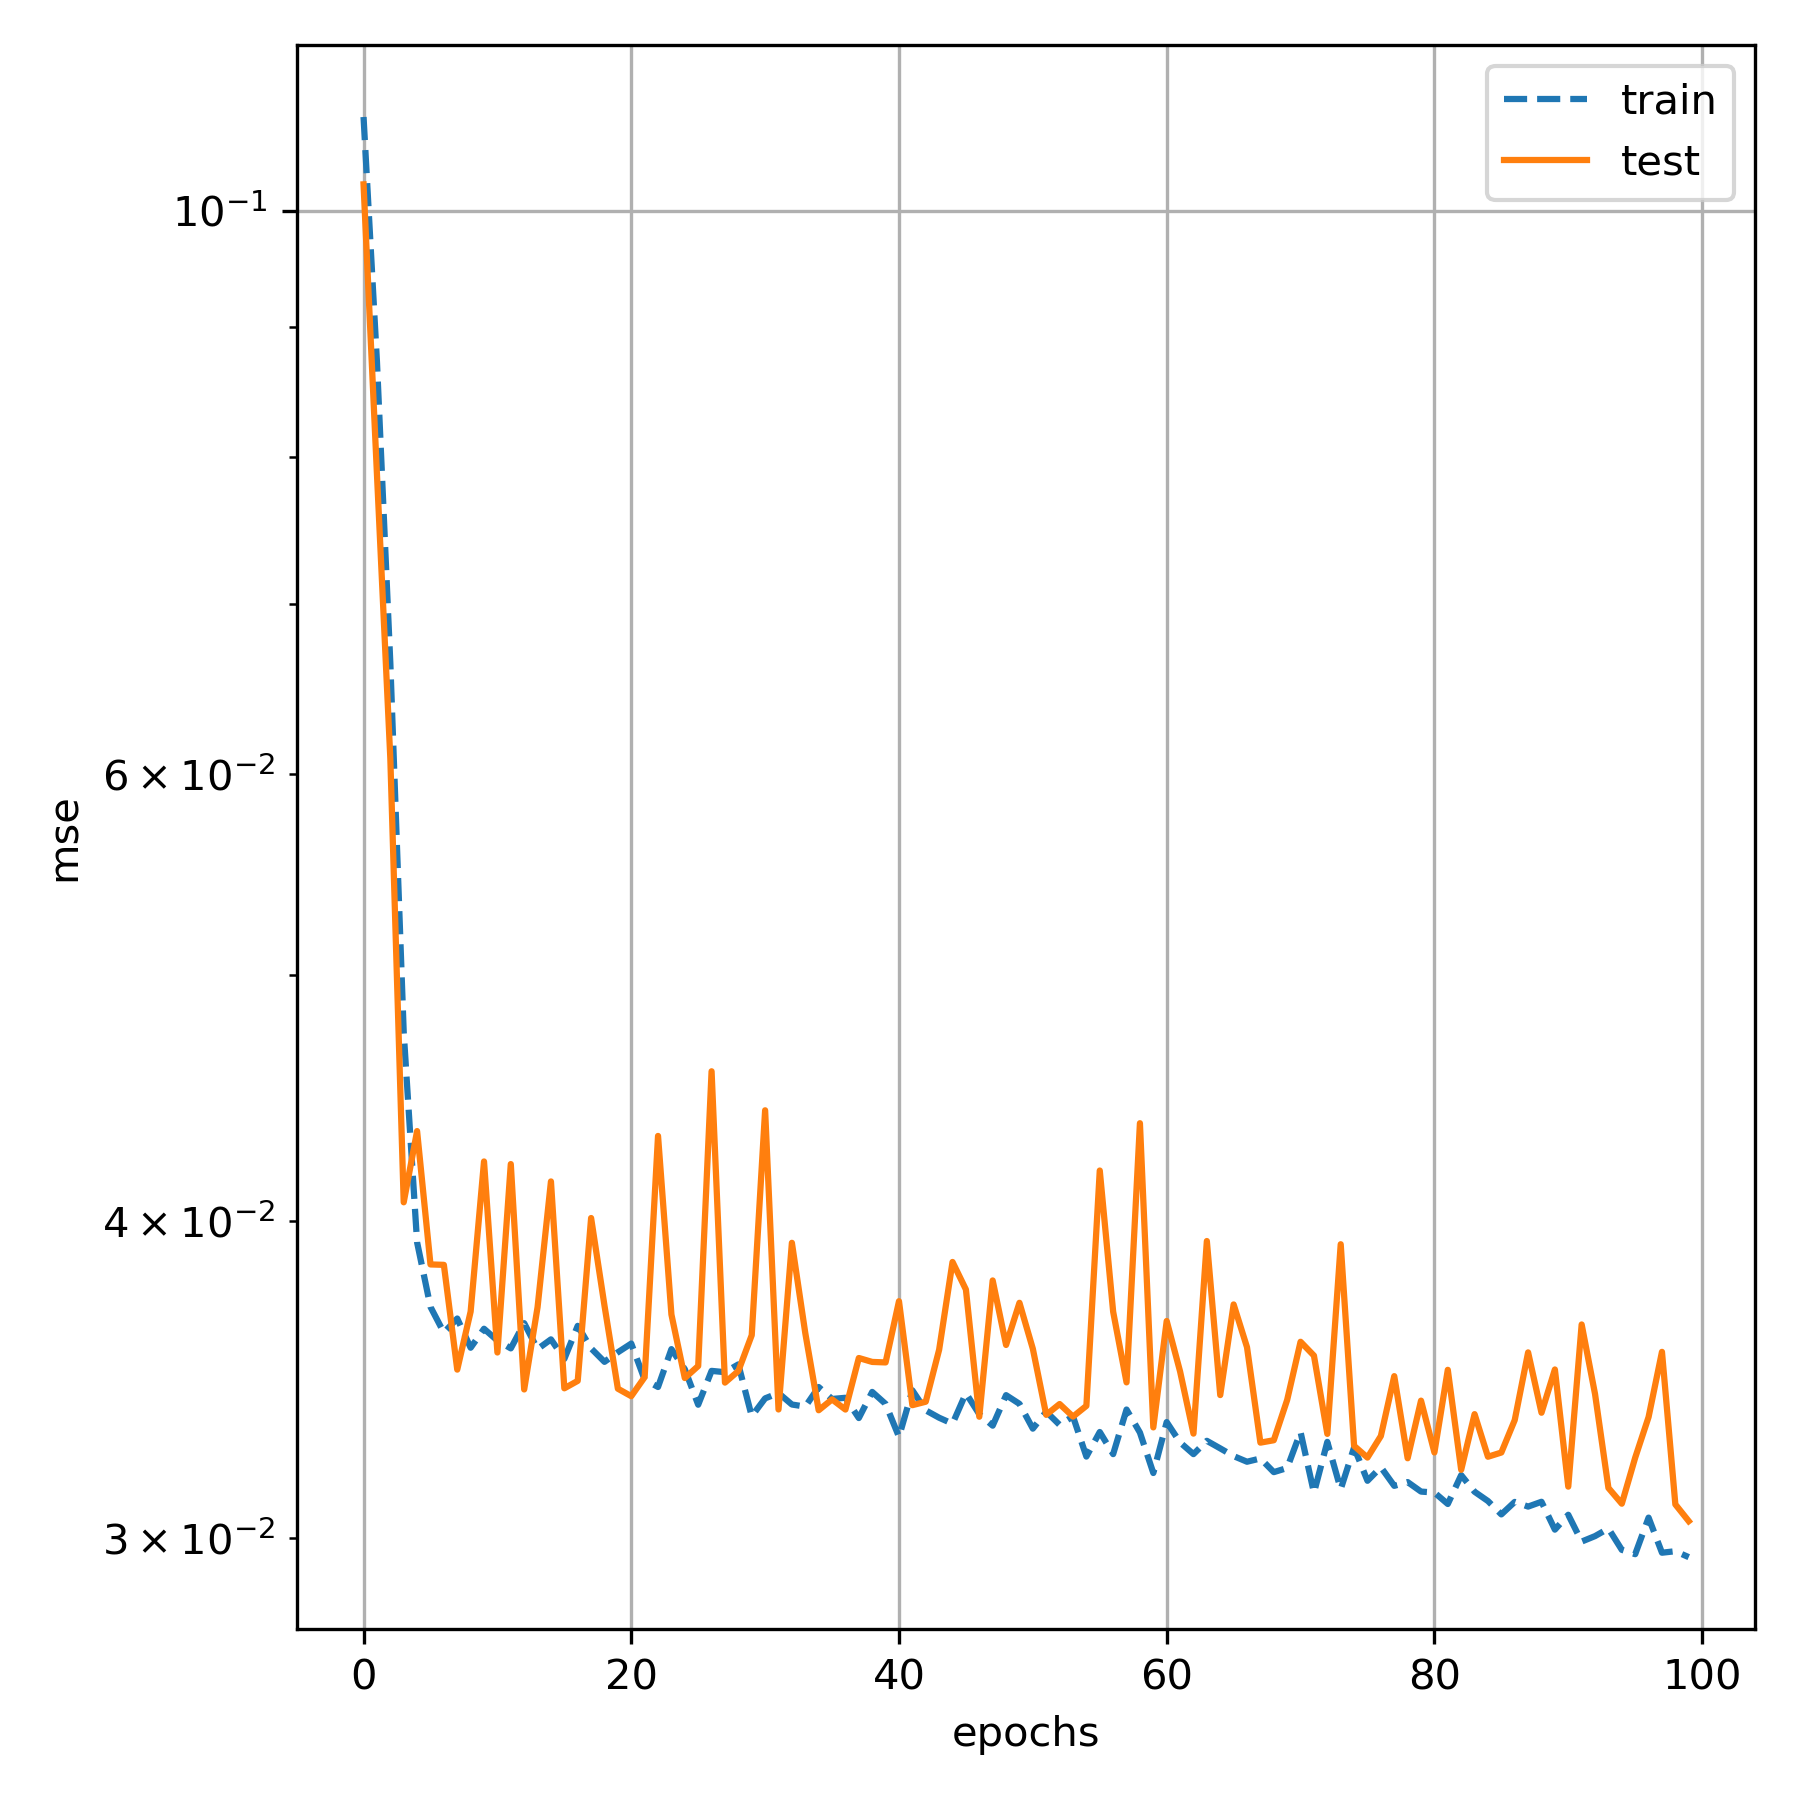 train
test
10⁻¹
6 × 10⁻²
4 × 10⁻²
3 × 10⁻²
mse
0 20 40 60 80 100
epochs